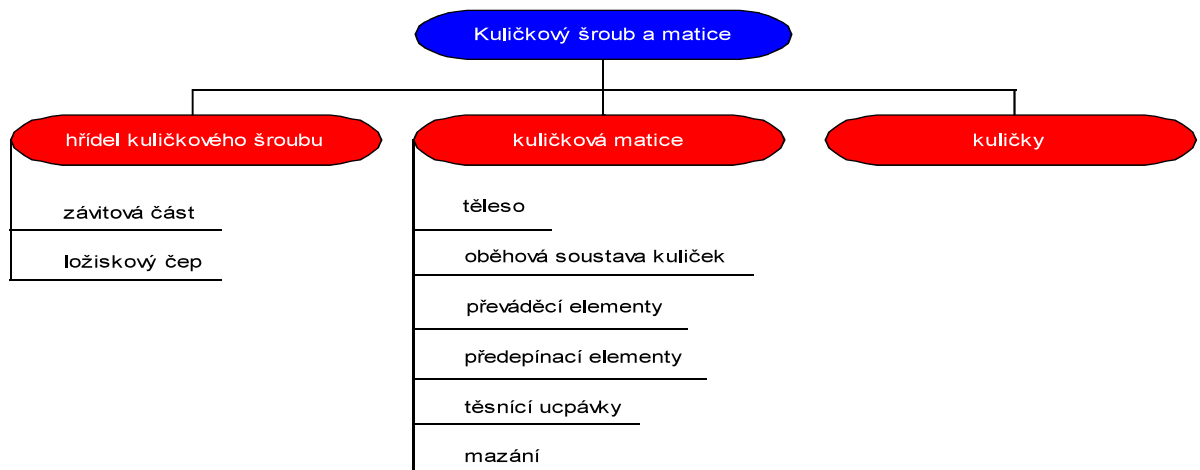 Kuličkový šroub a matice
hřídel kuličkového šroubu
kuličková matice
kuličky
závitová část
ložiskový čep
těleso
oběhová soustava kuliček
převáděcí elementy
předepínací elementy
těsnící ucpávky
mazání